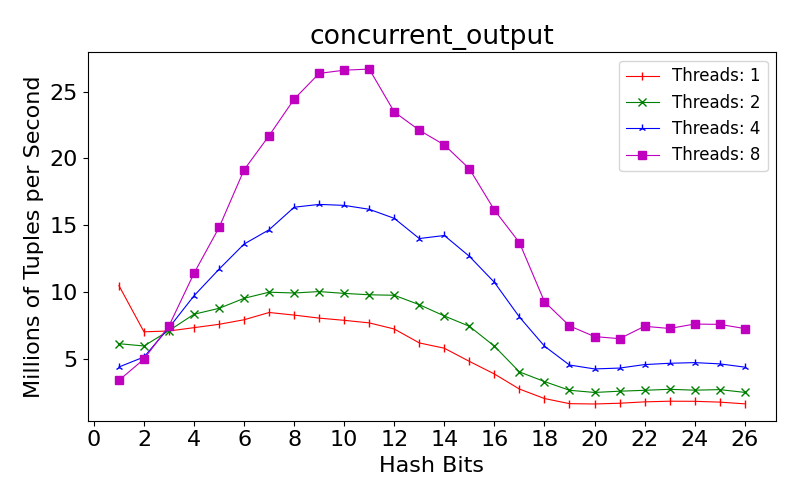 concurrent_output
Millions of Tuples per Second
25
20
15
10
5
0 2 4 6 8 10 12 14 16 18 20 22 24 26
Hash Bits
Threads: 1
Threads: 2
Threads: 4
Threads: 8